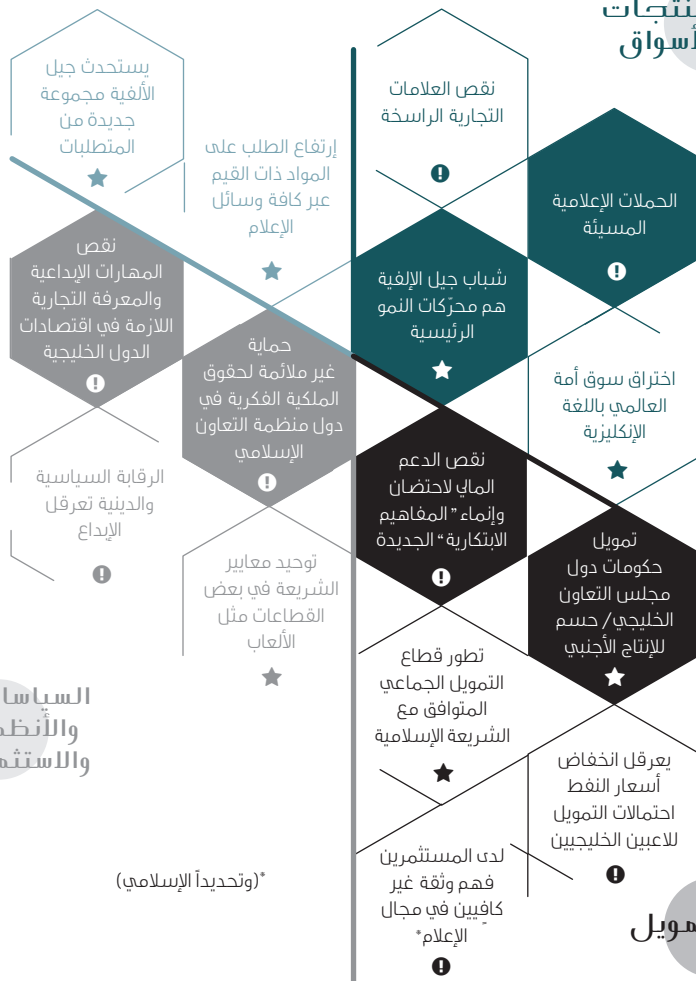 نتجات
لأسواق
نقص العلامات
التجارية الراسخة
الحملات الإعلامية
المسيئة
شباب جيل الإلفية
هم محرّكات النمو
الرئيسية
اختراق سوق أمة
العالمي باللغة
الإنكليزية
يستحدث جيل
الألفية مجموعة
جديدة من
المتطلبات
إرتفاع الطلب على
المواد ذات القيم
عبر كافة وسائل
الإعلام
نقص
المهارات الإبداعية
والمعرفة التجارية
اللازمة في اقتصادات
الدول الخليجية
حماية
غير ملائمة لحقوق
الملكية الفكرية في
دول منظمة التعاون
الإسلامي
الرقابة السياسية
والدينية تعرقل
الإبداع
توحيد معايير
الشريعة في بعض
القطاعات مثل
الألعاب
السياسا
والأنظم
والاستثم
نقص الدعم
المالي لاحتضان
وإنماء "المفاهيم
الابتكارية" الجديدة
تمويل
حكومات دول
مجلس التعاون
الخليجي/ حسم
للإنتاج الأجنبي
تطور قطاع
التمويل الجماعي
المتوافق مع
الشريعة الإسلامية
يعرقل انخفاض
أسعار النفط
احتمالات التمويل
للاعبين الخليجيين
لدى المستثمرين
فهم وثقة غير
كافيين في مجال
الإعلام*
مويل
*(وتحديداً الإسلامي)